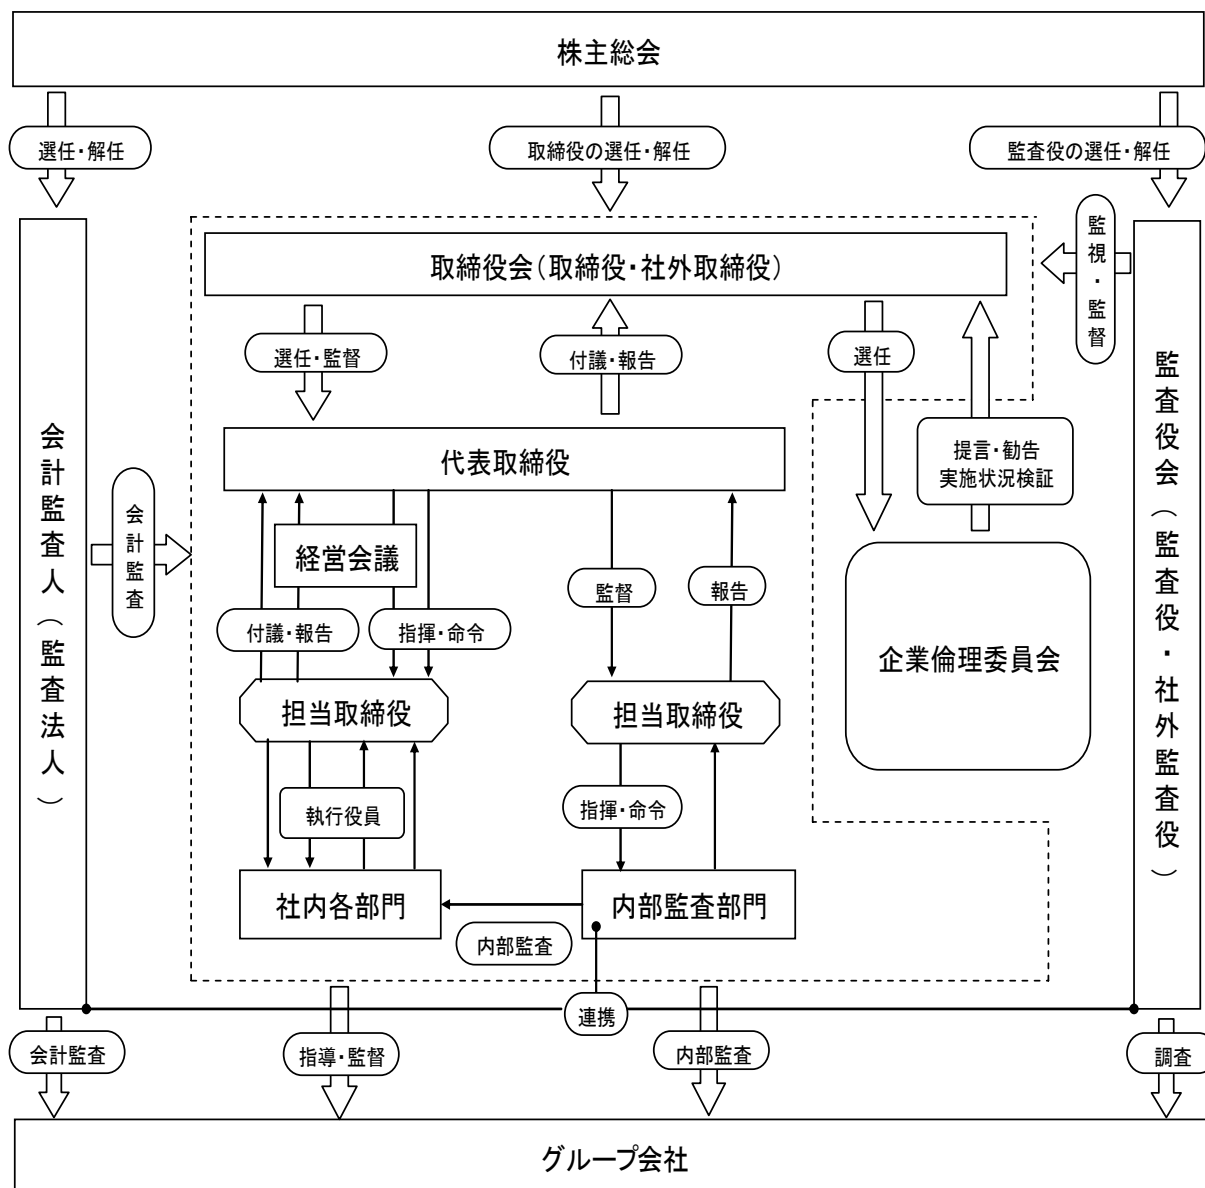 株主総会
選任・解任
取締役の選任・解任
監査役の選任・解任
監視・監督
取締役会(取締役・社外取締役)
選任・監督
付議・報告
選任
会計監査人(監査法人)
監査役会(監査役・社外監査役)
提言・勧告
実施状況検証
代表取締役
会計監査
経営会議
監督
報告
付議・報告
指揮・命令
企業倫理委員会
担当取締役
担当取締役
執行役員
指揮・命令
社内各部門
内部監査部門
内部監査
連携
会計監査
指導・監督
内部監査
調査
グループ会社